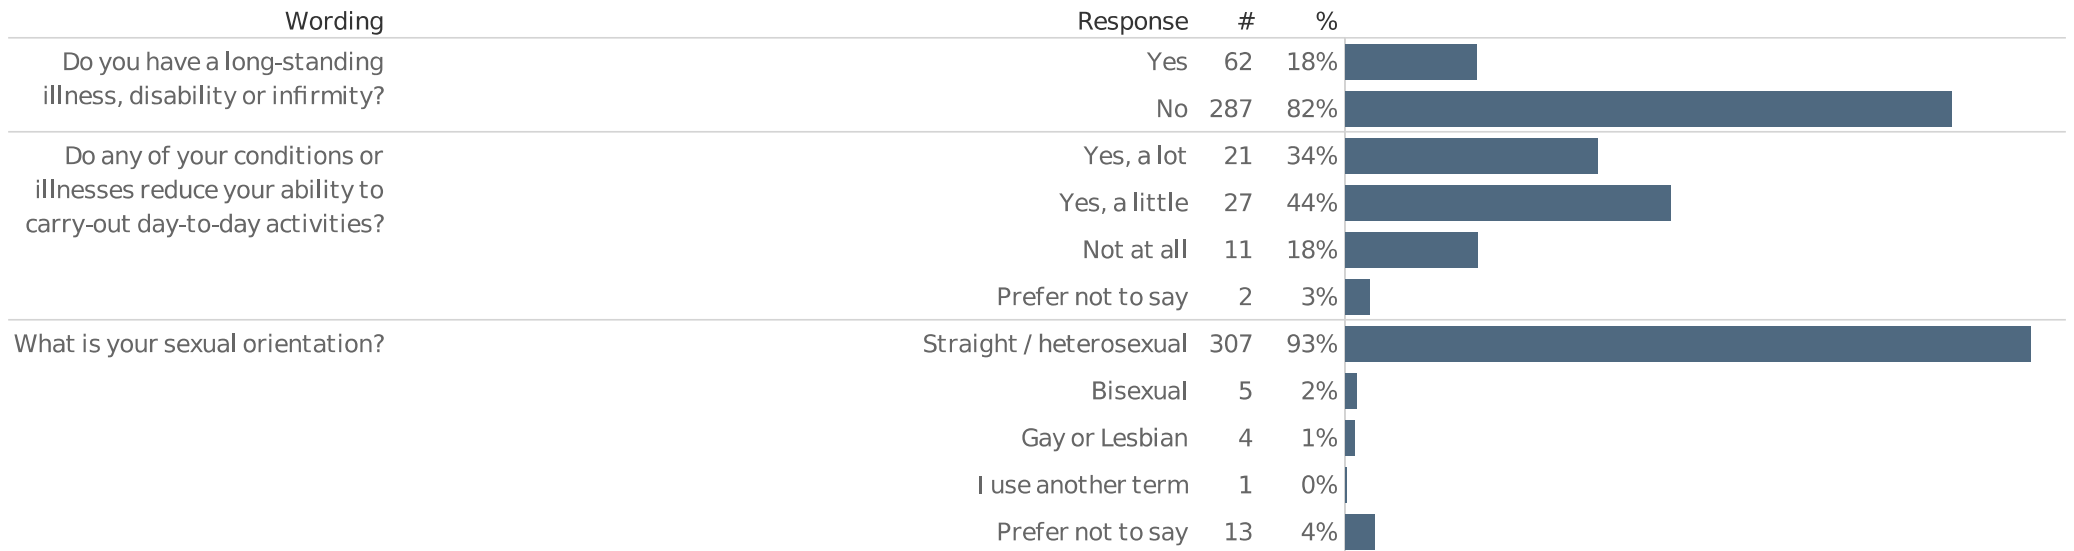 Wording Response # %
Do you have a long-standing Yes 62 18%
illness, disability or infirmity?
No 287 82%
Do any of your conditions or Yes, a lot 21 34%
illnesses reduce your ability to
carry-out day-to-day activities?
Yes, a little 27 44%
Not at all 11 18%
Prefer not to say 2 3%
What is your sexual orientation? Straight / heterosexual 307 93%
Bisexual 5 2%
Gay or Lesbian 4 1%
I use another term 1 0%
Prefer not to say 13 4%